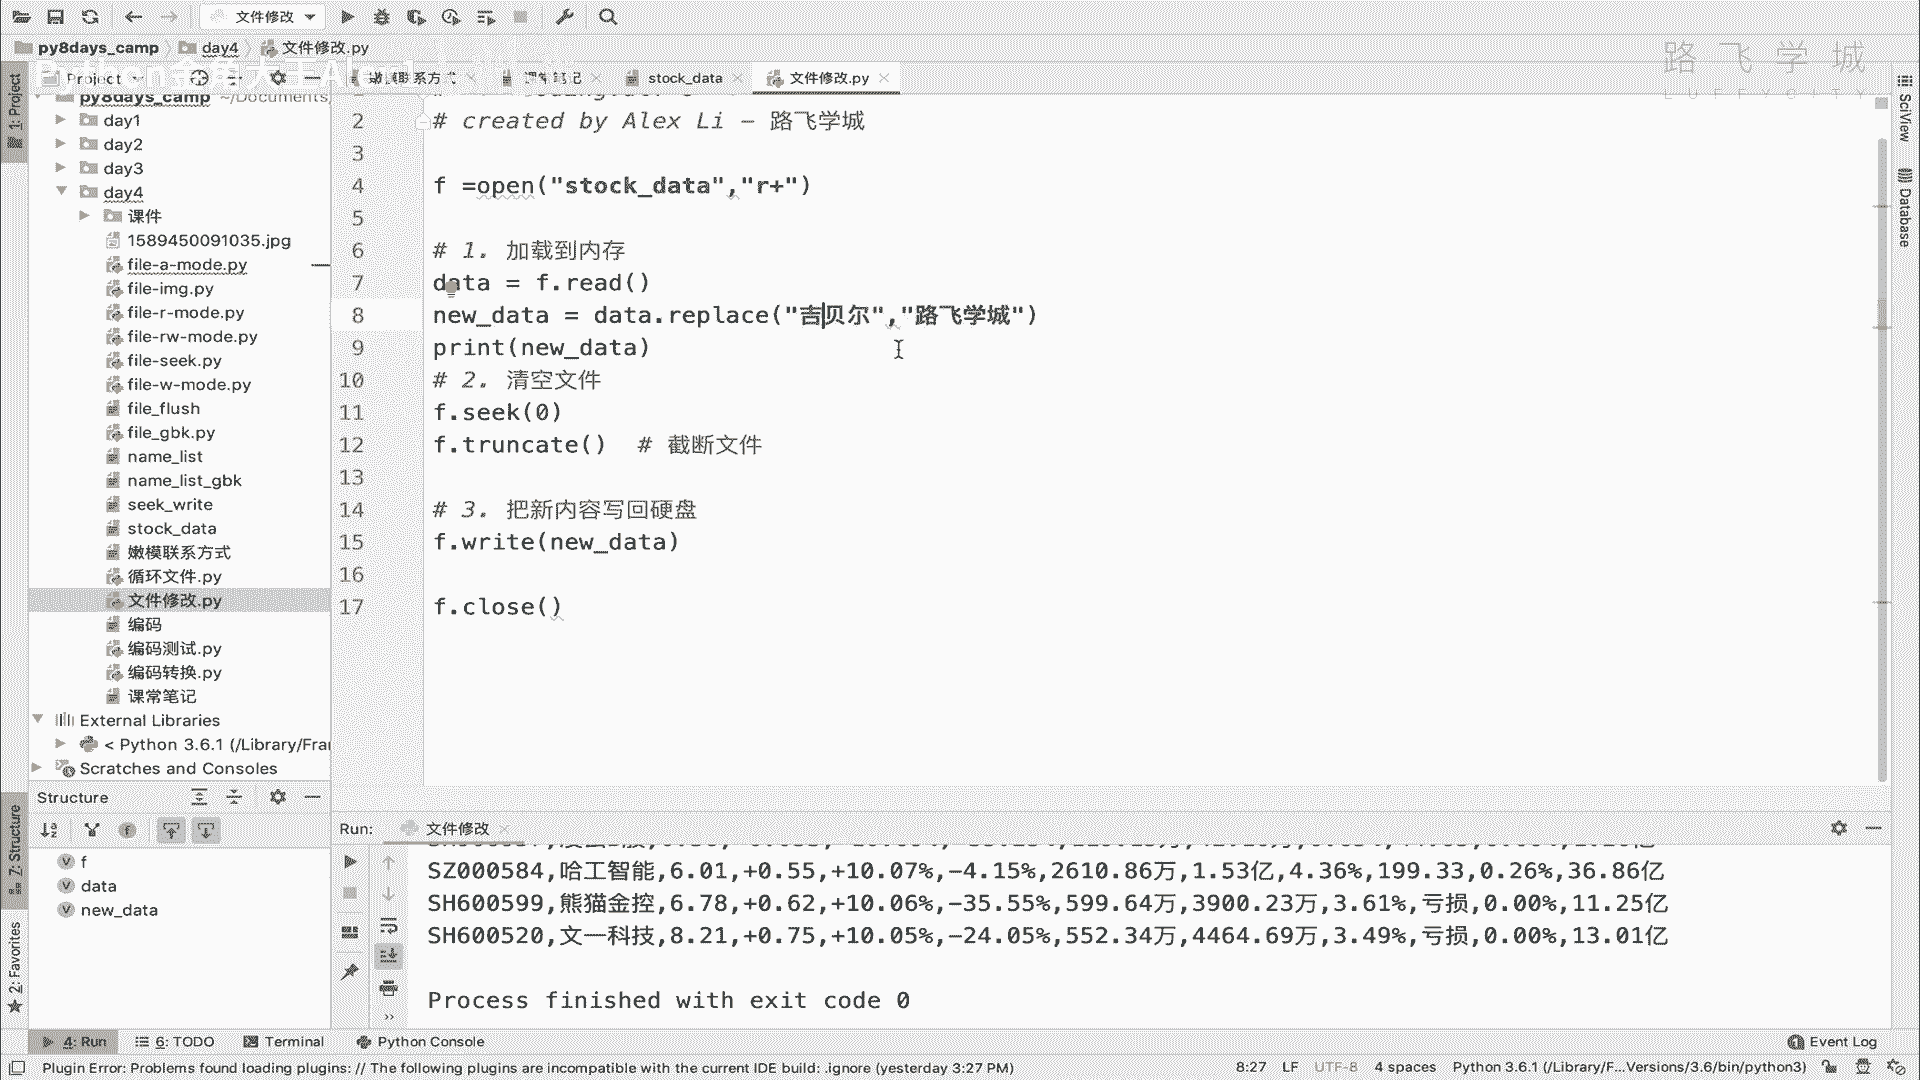 文件修改
py8days_camp
day4
文件修改.py
路飞学城
LUFFYCITY
Project
联系方式
课常笔记
stock_data
文件修改.py
1: Project
py8days_camp ~/Documents
day1
day2
day3
day4
课件
1589450091035.jpg
file-a-mode.py
file-img.py
file-r-mode.py
file-rw-mode.py
file-seek.py
file-w-mode.py
file_flush
file_gbk.py
name_list
name_list_gbk
seek_write
stock_data
嫩模联系方式
循环文件.py
文件修改.py
编码
编码测试.py
编码转换.py
课常笔记
External Libraries
< Python 3.6.1 (/Library/Fra
Scratches and Consoles
2 # created by Alex Li - 路飞学城
3
4 f =open("stock_data","r+")
5
6 # 1. 加载到内存
7 data = f.read()
8 new_data = data.replace("吉贝尔","路飞学城")
9 print(new_data)
10 # 2. 清空文件
11 f.seek(0)
12 f.truncate()  # 截断文件
13
14 # 3. 把新内容写回硬盘
15 f.write(new_data)
16
17 f.close()
SciView
Database
Structure
f
data
new_data
7: Structure
2: Favorites
Run: 文件修改
SZ000584,哈工智能,6.01,+0.55,+10.07%,-4.15%,2610.86万,1.53亿,4.36%,199.33,0.26%,36.86亿
SH600599,熊猫金控,6.78,+0.62,+10.06%,-35.55%,599.64万,3900.23万,3.61%,亏损,0.00%,11.25亿
SH600520,文一科技,8.21,+0.75,+10.05%,-24.05%,552.34万,4464.69万,3.49%,亏损,0.00%,13.01亿
Process finished with exit code 0
4: Run
6: TODO
Terminal
Python Console
Event Log
Plugin Error: Problems found loading plugins: // The following plugins are incompatible with the current IDE build: .ignore (yesterday 3:27 PM)
8:27 LF UTF-8 4 spaces Python 3.6.1 (/Library/F...Versions/3.6/bin/python3)